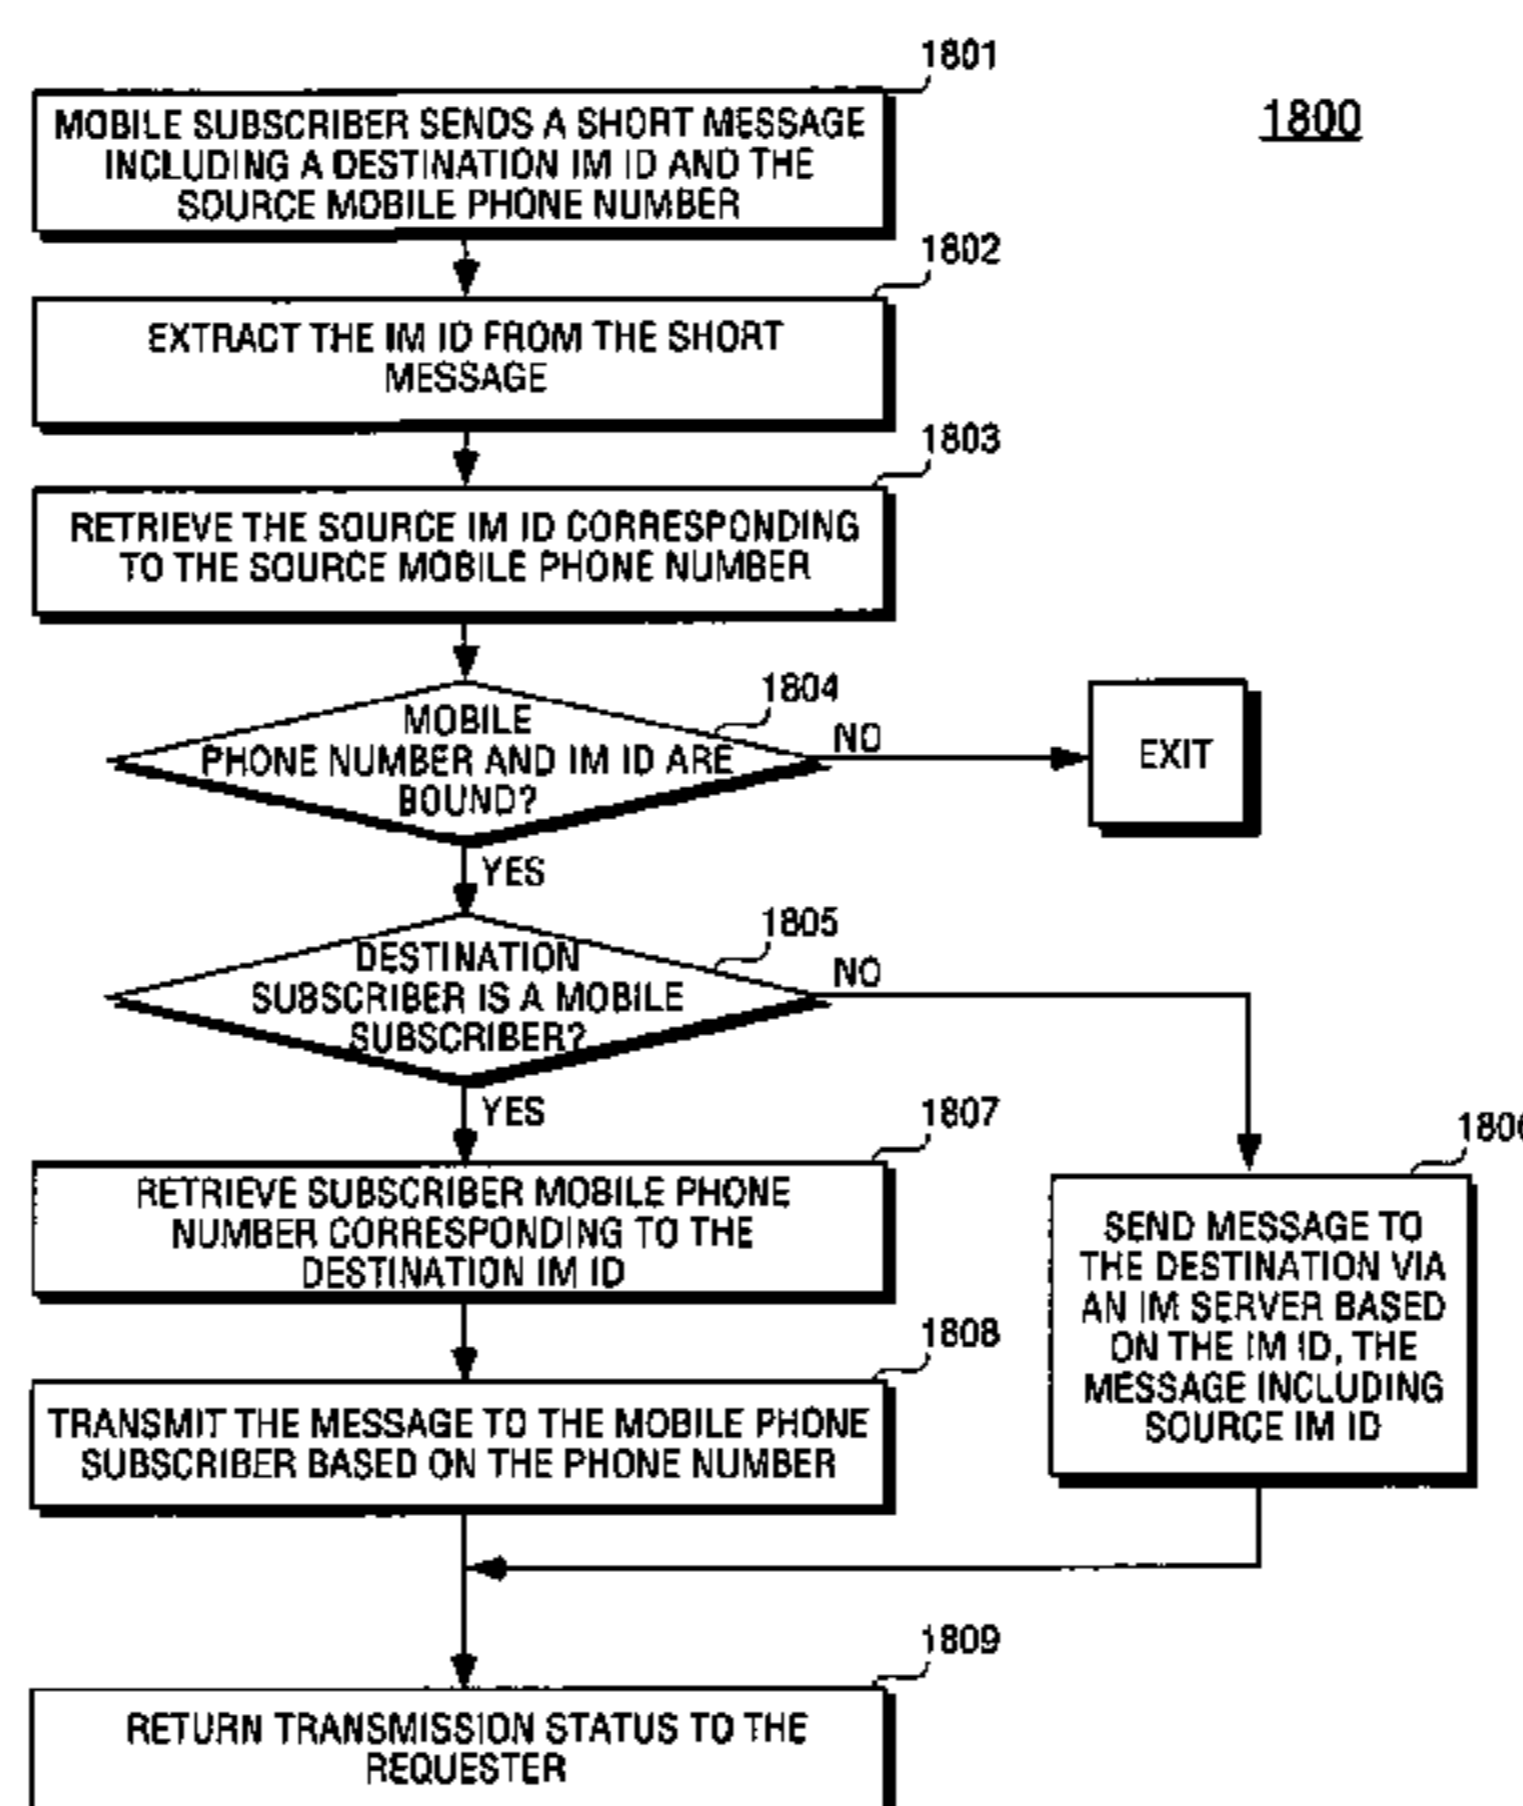 1801
1800
MOBILE SUBSCRIBER SENDS A SHORT MESSAGE
INCLUDING A DESTINATION IM ID AND THE
SOURCE MOBILE PHONE NUMBER
1802
EXTRACT THE IM ID FROM THE SHORT
MESSAGE
1803
RETRIEVE THE SOURCE IM ID CORRESPONDING
TO THE SOURCE MOBILE PHONE NUMBER
1804
MOBILE
PHONE NUMBER AND IM ID ARE
BOUND?
NO
EXIT
YES
1805
DESTINATION
SUBSCRIBER IS A MOBILE
SUBSCRIBER?
NO
YES
1807
RETRIEVE SUBSCRIBER MOBILE PHONE
NUMBER CORRESPONDING TO THE
DESTINATION IM ID
1806
SEND MESSAGE TO
THE DESTINATION VIA
AN IM SERVER BASED
ON THE IM ID, THE
MESSAGE INCLUDING
SOURCE IM ID
1808
TRANSMIT THE MESSAGE TO THE MOBILE PHONE
SUBSCRIBER BASED ON THE PHONE NUMBER
1809
RETURN TRANSMISSION STATUS TO THE
REQUESTER